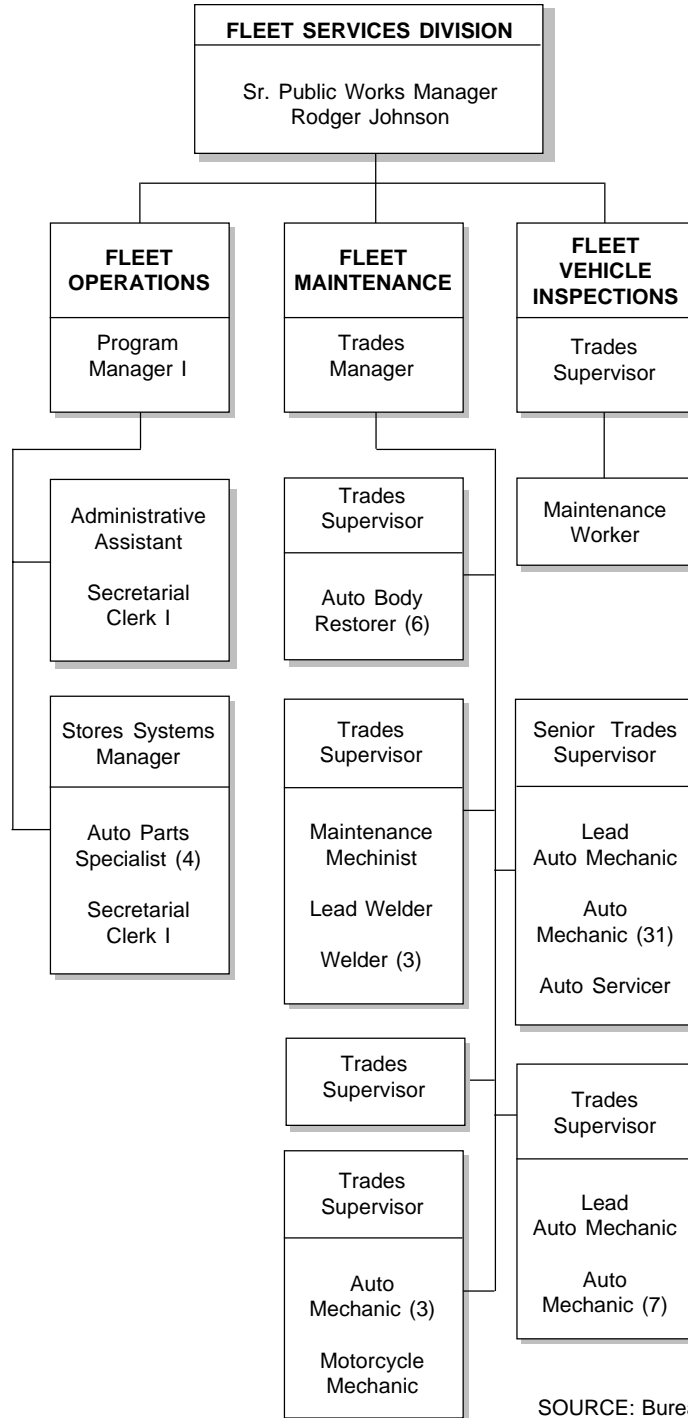 FLEET SERVICES DIVISION
Sr. Public Works Manager
Rodger Johnson
FLEET
OPERATIONS
Program
Manager I
FLEET
MAINTENANCE
Trades
Manager
FLEET
VEHICLE
INSPECTIONS
Trades
Supervisor
Administrative
Assistant
Secretarial
Clerk I
Stores Systems
Manager
Auto Parts
Specialist (4)
Secretarial
Clerk I
Trades
Supervisor
Auto Body
Restorer (6)
Maintenance
Worker
Trades
Supervisor
Maintenance
Mechinist
Lead Welder
Welder (3)
Senior Trades
Supervisor
Lead
Auto Mechanic
Auto
Mechanic (31)
Auto Servicer
Trades
Supervisor
Trades
Supervisor
Lead
Auto Mechanic
Auto
Mechanic (7)
Trades
Supervisor
Auto
Mechanic (3)
Motorcycle
Mechanic
SOURCE: Burea